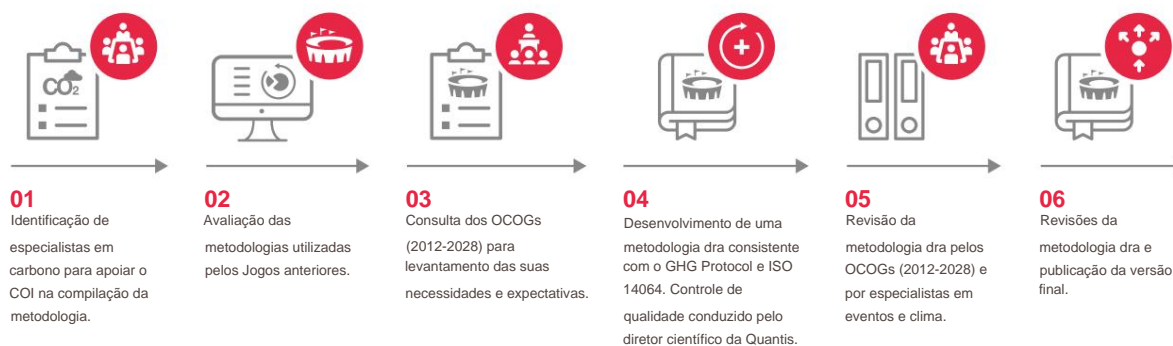 CO₂
01
Identificação de
especialistas em
carbono para apoiar o
COI na compilação da
metodologia.
02
Avaliação das
metodologias utilizadas
pelos Jogos anteriores.
03
Consulta dos OCOGs
(2012-2028) para
levantamento das suas
necessidades e expectativas.
04
Desenvolvimento de uma
metodologia dra consistente
com o GHG Protocol e ISO
14064. Controle de
qualidade conduzido pelo
diretor científico da Quantis.
05
Revisão da
metodologia dra pelos
OCOGs (2012-2028) e
por especialistas em
eventos e clima.
06
Revisões da
metodologia dra e
publicação da versão
final.